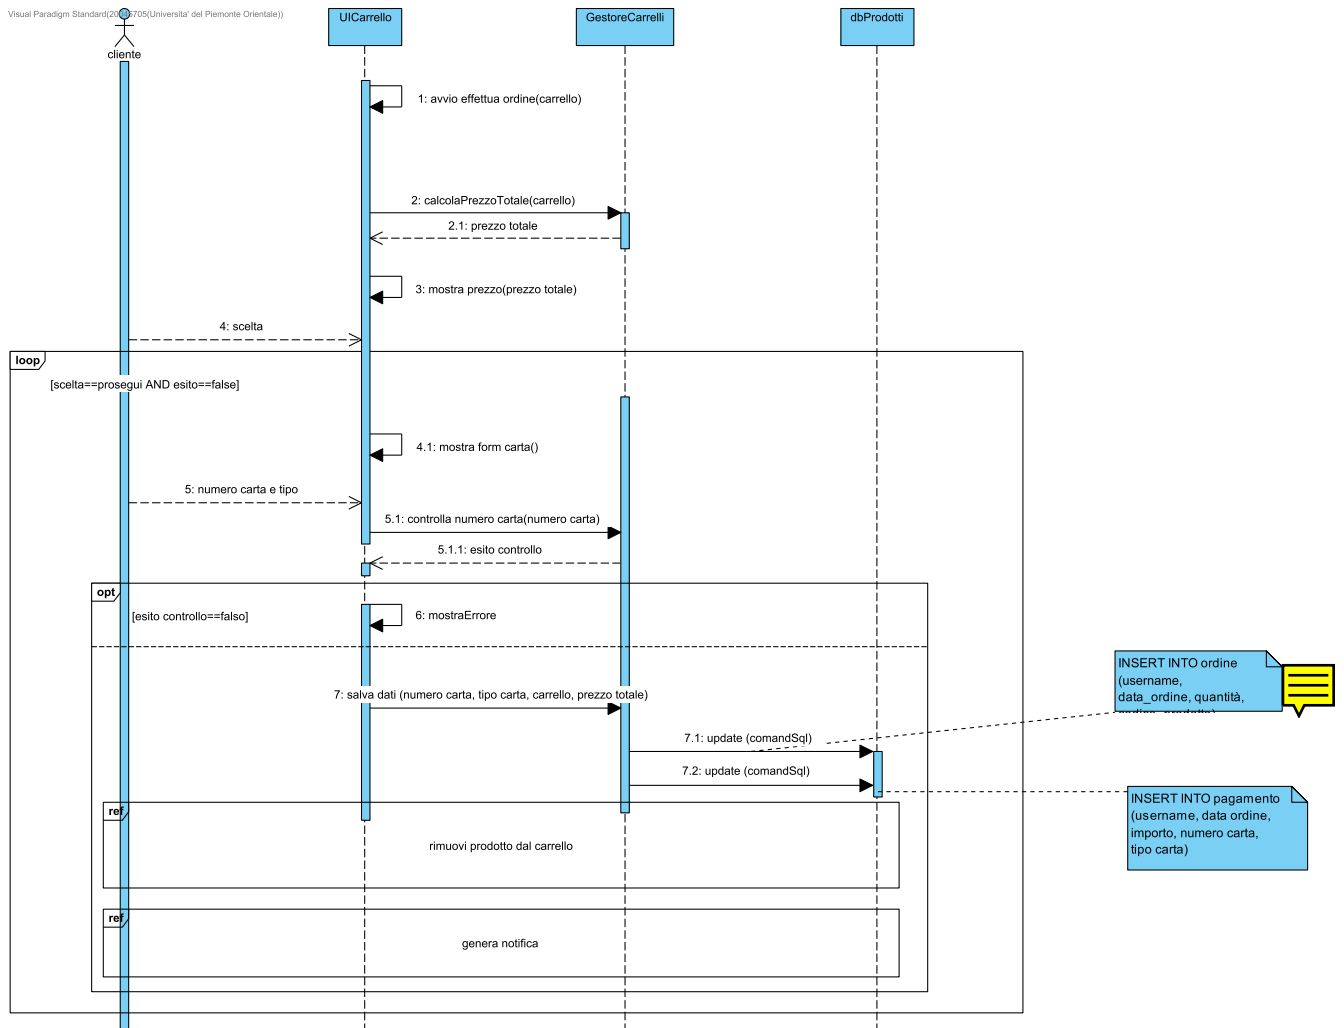 Visual Paradigm Standard(20045705(Universita' del Piemonte Orientale))
cliente
UICarrello
GestoreCarrelli
dbProdotti
1: avvio effettua ordine(carrello)
2: calcolaPrezzoTotale(carrello)
2.1: prezzo totale
3: mostra prezzo(prezzo totale)
4: scelta
loop
[scelta==prosegui AND esito==false]
4.1: mostra form carta()
5: numero carta e tipo
5.1: controlla numero carta(numero carta)
5.1.1: esito controllo
opt
[esito controllo==falso]
6: mostraErrore
7: salva dati (numero carta, tipo carta, carrello, prezzo totale)
INSERT INTO ordine
(username,
data_ordine, quantità,
7.1: update (comandSql)
7.2: update (comandSql)
INSERT INTO pagamento
(username, data ordine,
importo, numero carta,
tipo carta)
ref
rimuovi prodotto dal carrello
ref
genera notifica